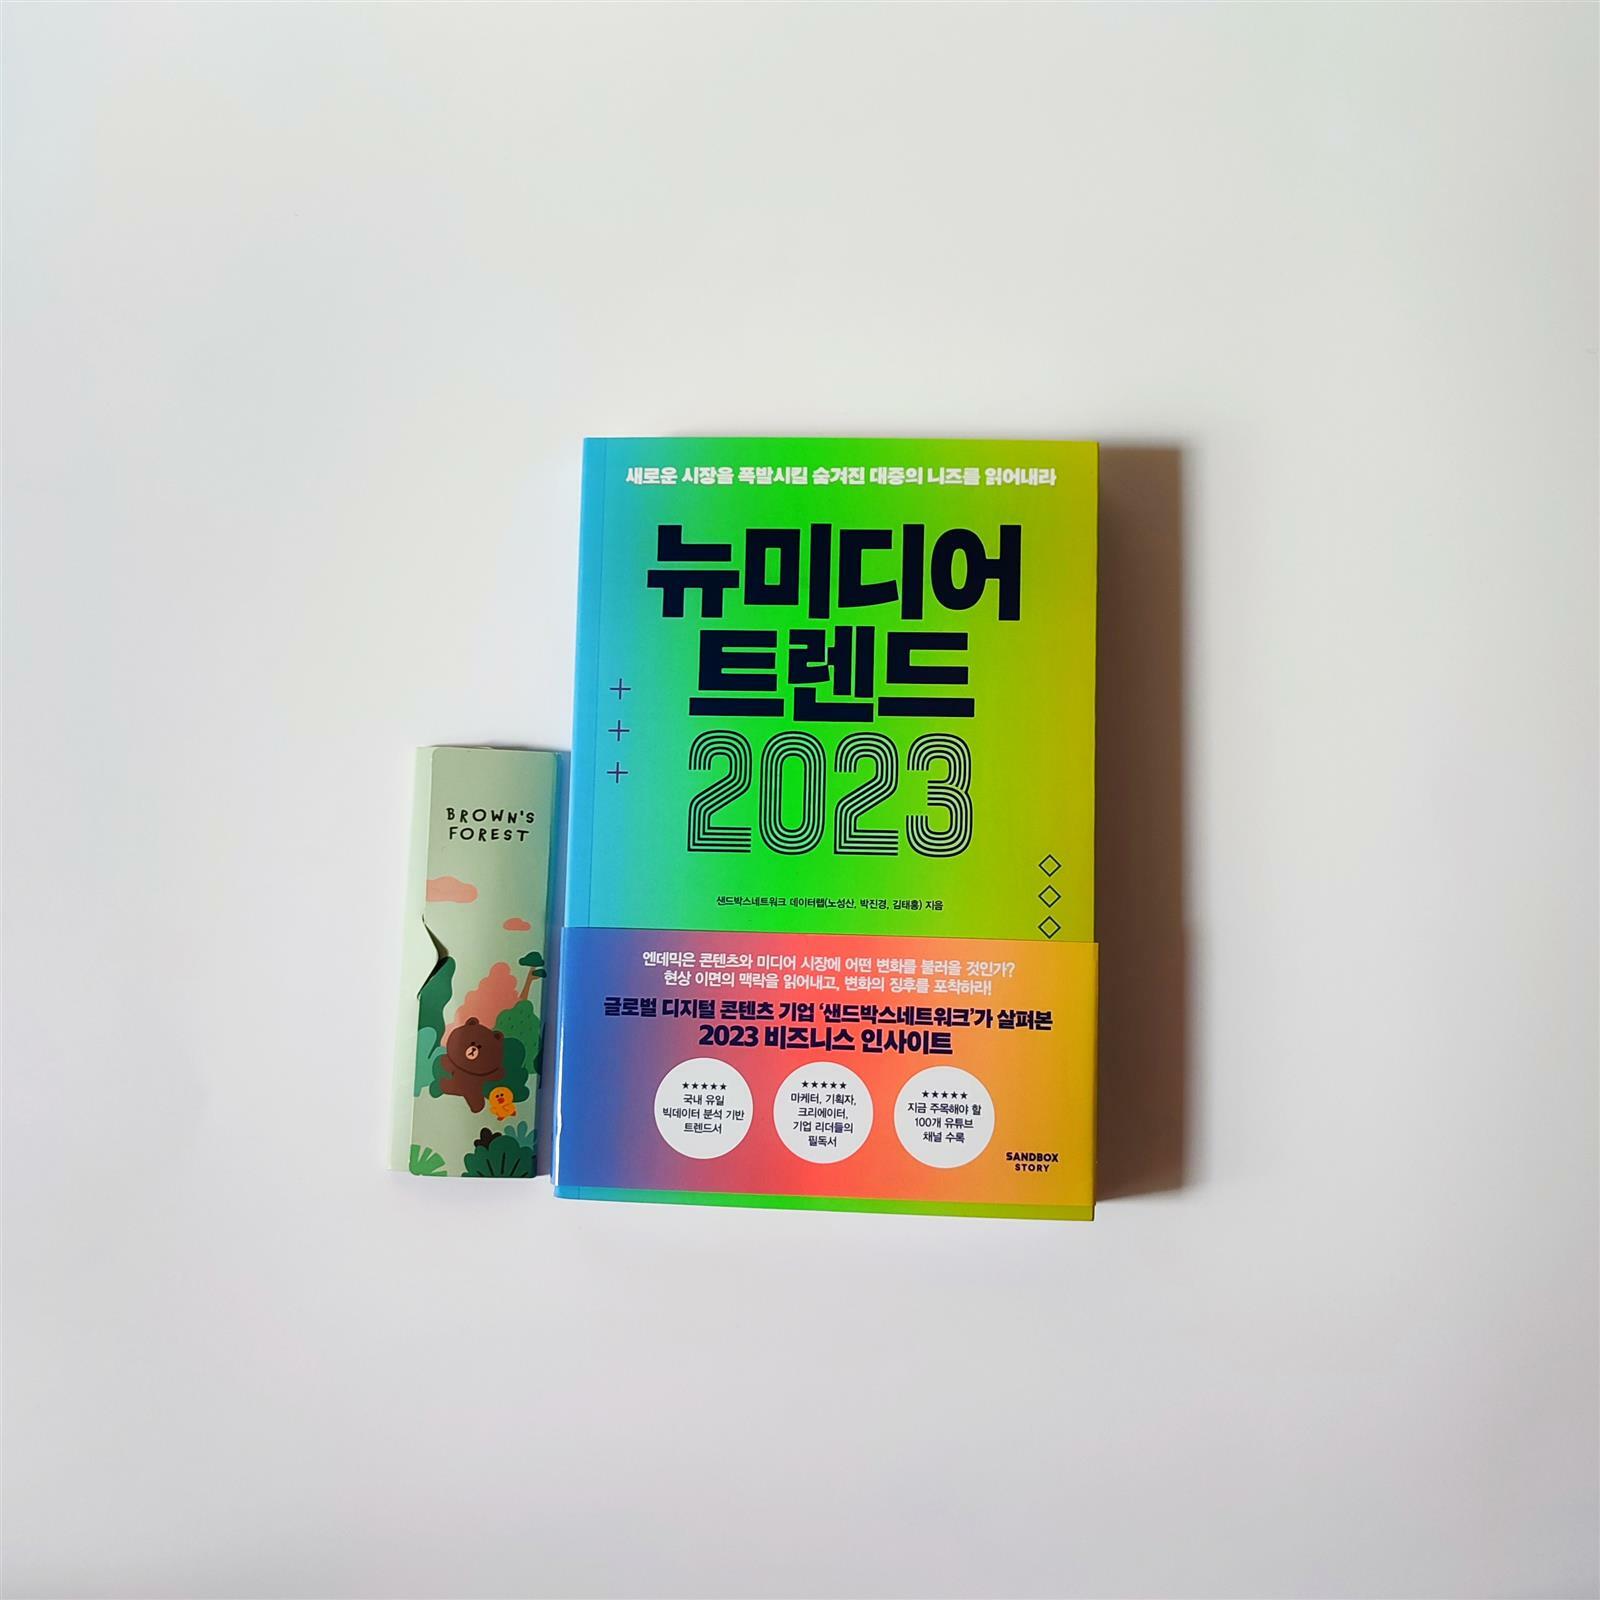 새로운 시장을 폭발시킬 숨겨진 대중의 니즈를 읽어내라
뉴미디어
트렌드
2023
샌드박스네트워크 데이터랩(노성산, 박진경, 김태홍) 지음
엔데믹은 콘텐츠와 미디어 시장에 어떤 변화를 불러올 것인가?
현상 이면의 맥락을 읽어내고, 변화의 징후를 포착하라!
글로벌 디지털 콘텐츠 기업 '샌드박스네트워크'가 살펴본
2023 비즈니스 인사이트
★★★★★
국내 유일
빅데이터 분석 기반
트렌드서
★★★★★
마케터, 기획자,
크리에이터,
기업 리더들의
필독서
★★★★★
지금 주목해야 할
100개 유튜브
채널 수록
SANDBOX
STORY
BROWN'S
FOREST